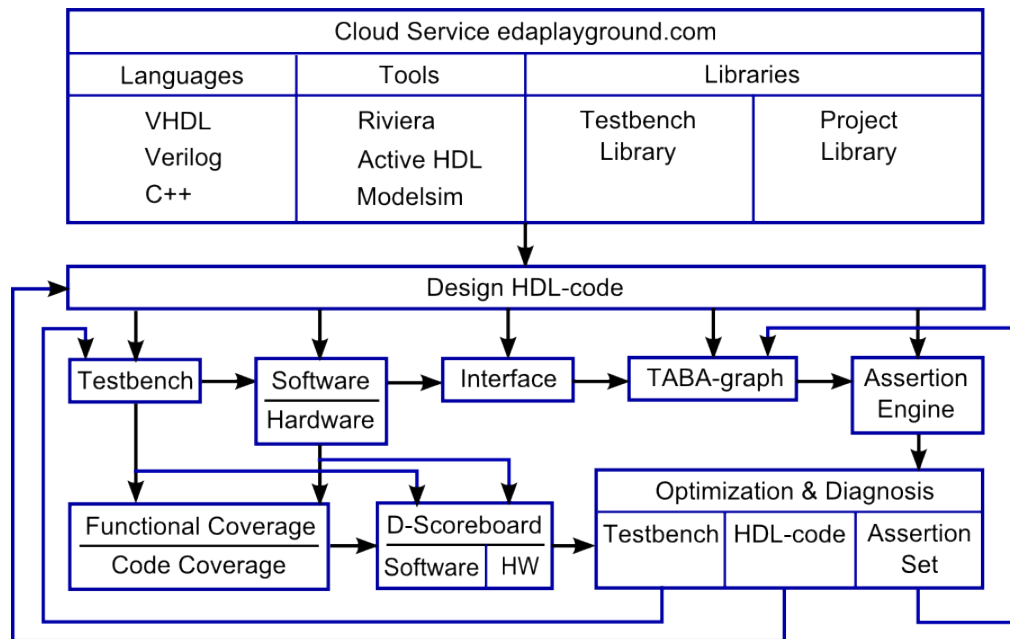 Cloud Service edaplayground.com
Languages
Tools
Libraries
VHDL
Verilog
C++
Riviera
Active HDL
Modelsim
Testbench
Library
Project
Library
Design HDL-code
Testbench
Software
Hardware
Interface
TABA-graph
Assertion
Engine
Functional Coverage
Code Coverage
D-Scoreboard
Software
HW
Optimization & Diagnosis
Testbench
HDL-code
Assertion
Set